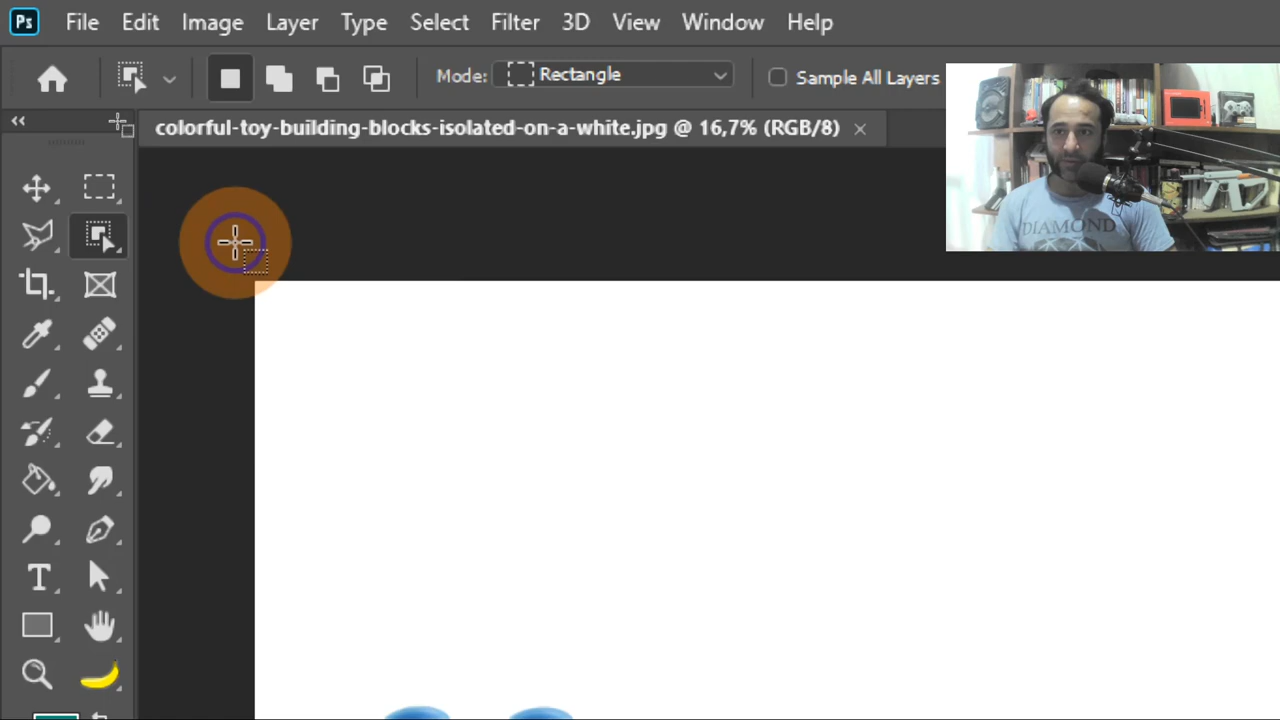 Ps File Edit Image Layer Type Select Filter 3D View Window Help
Mode: Rectangle Sample All Layers
colorful-toy-building-blocks-isolated-on-a-white.jpg @ 16,7% (RGB/8) ×
DIAMOND
T